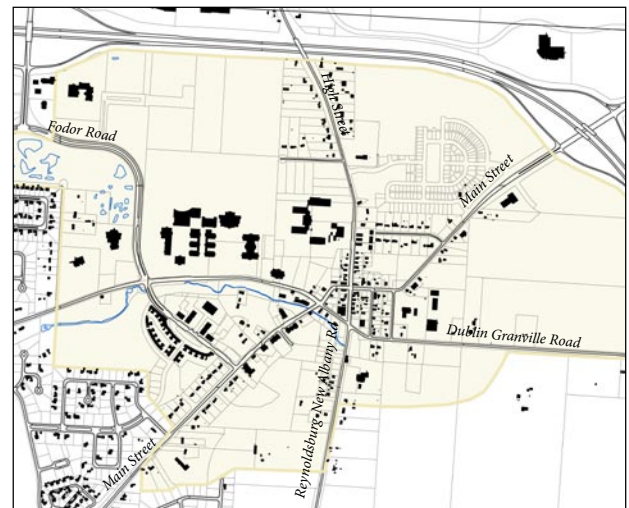 High Street
Fodor Road
Main Street
Dublin Granville Road
Reynoldsburg-New Albany Rd
Main Street